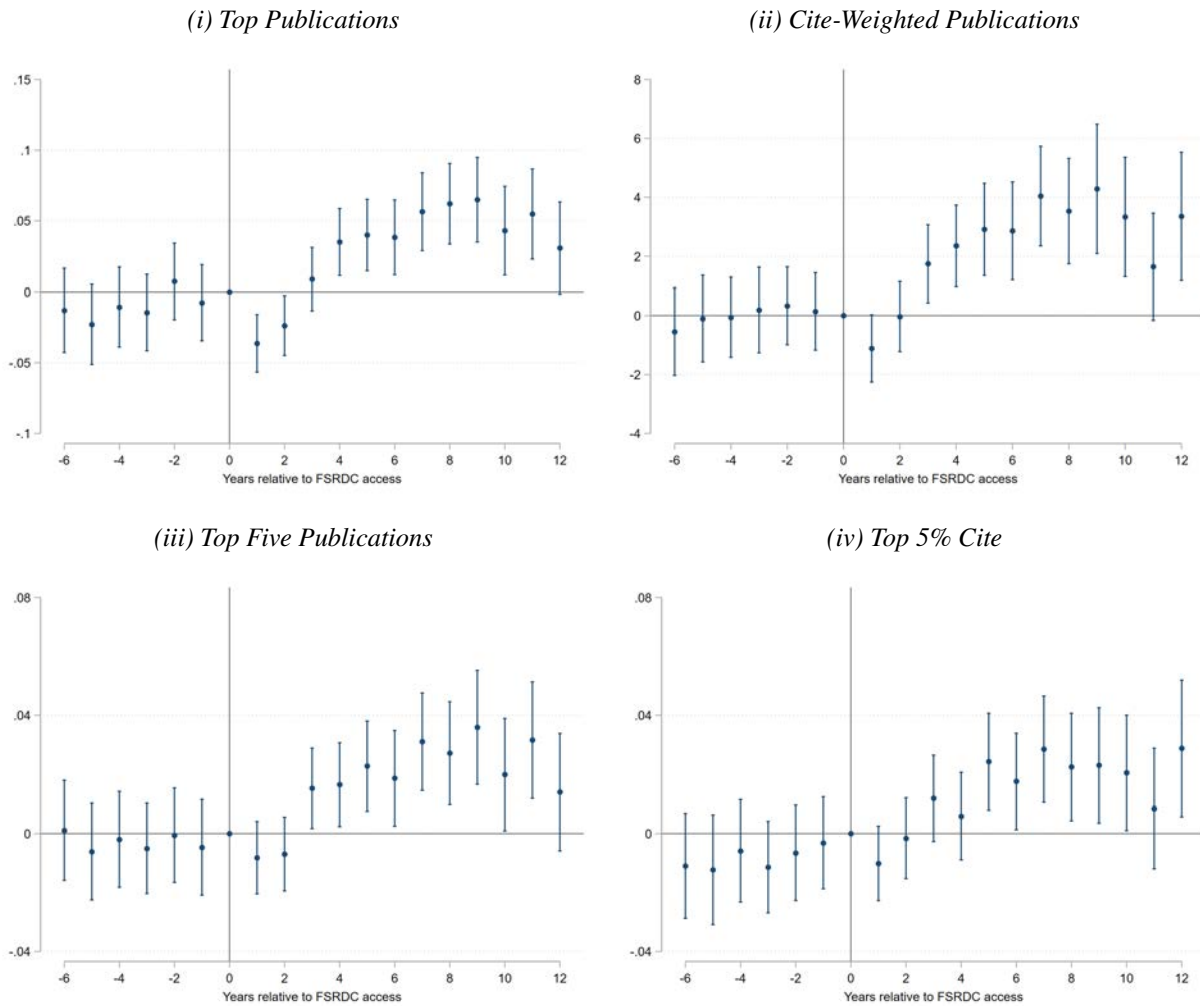 (i) Top Publications
(ii) Cite-Weighted Publications
.15
.1
.05
0
-.05
-.1
-6 -4 -2 0 2 4 6 8 10 12
Years relative to FSRDC access
8
6
4
2
0
-2
-4
-6 -4 -2 0 2 4 6 8 10 12
Years relative to FSRDC access
(iii) Top Five Publications
(iv) Top 5% Cite
.08
.04
0
-.04
-6 -4 -2 0 2 4 6 8 10 12
Years relative to FSRDC access
.08
.04
0
-.04
-6 -4 -2 0 2 4 6 8 10 12
Years relative to FSRDC access